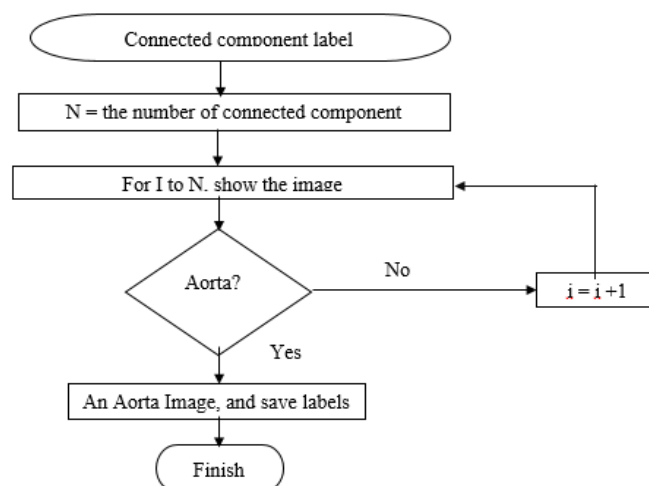 Connected component label
N = the number of connected component
For I to N, show the image
Aorta?
No
i = i +1
Yes
An Aorta Image, and save labels
Finish